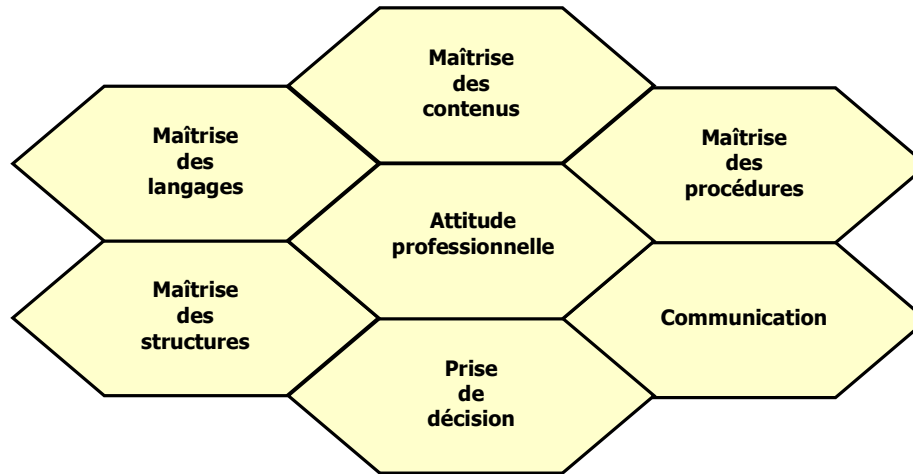 Maîtrise
des
contenus
Maîtrise
des
langages
Maîtrise
des
procédures
Attitude
professionnelle
Maîtrise
des
structures
Communication
Prise
de
décision